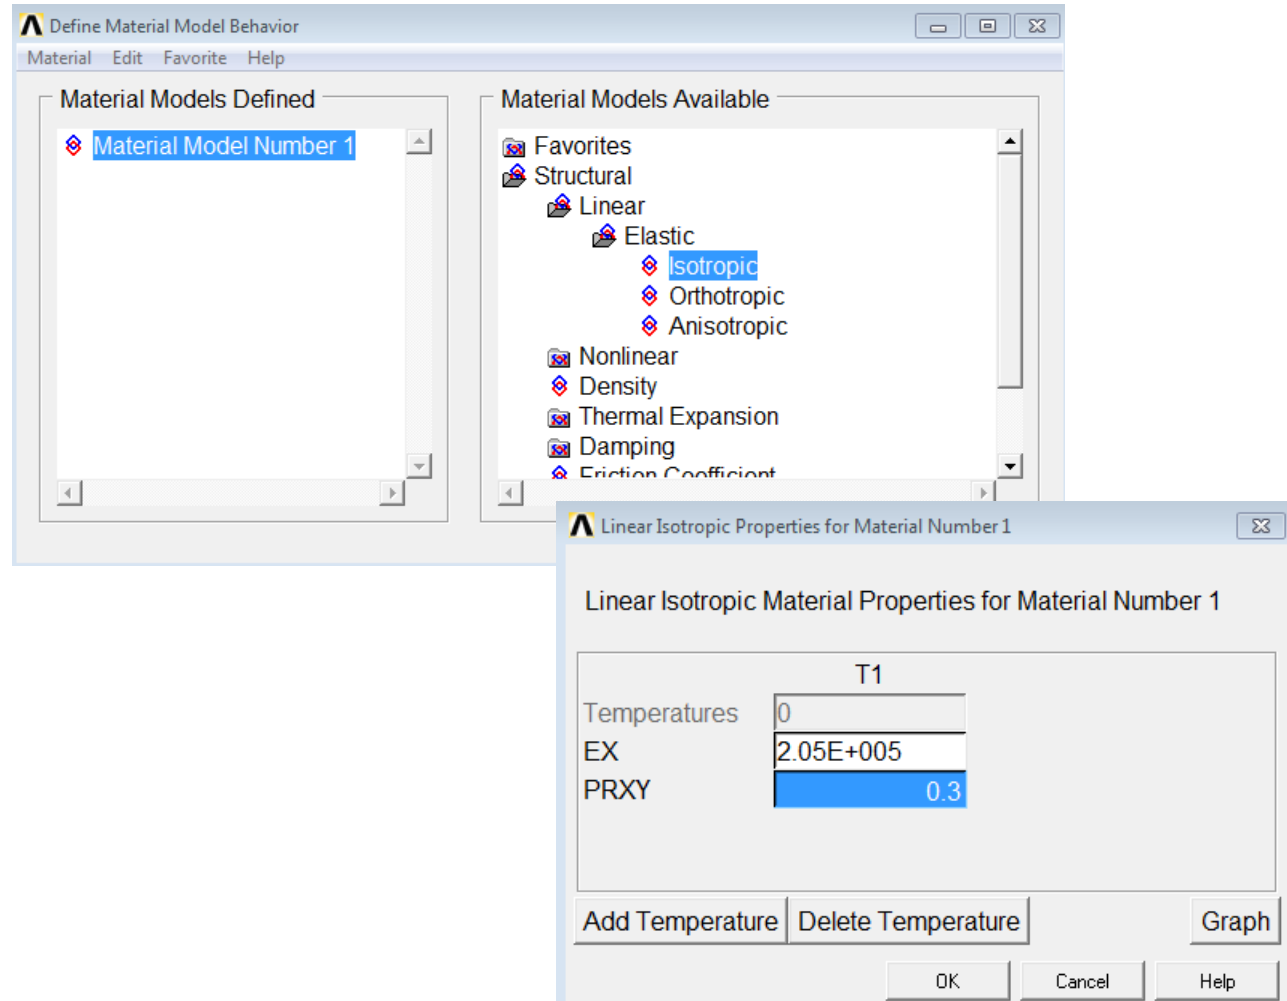 Define Material Model Behavior
Material Edit Favorite Help
Material Models Defined
Material Model Number 1
Material Models Available
Favorites
Structural
Linear
Elastic
Isotropic
Orthotropic
Anisotropic
Nonlinear
Density
Thermal Expansion
Damping
Friction Coefficient
Linear Isotropic Properties for Material Number 1
Linear Isotropic Material Properties for Material Number 1
T1
Temperatures 0
EX 2.05E+005
PRXY 0.3
Add Temperature Delete Temperature Graph
OK Cancel Help